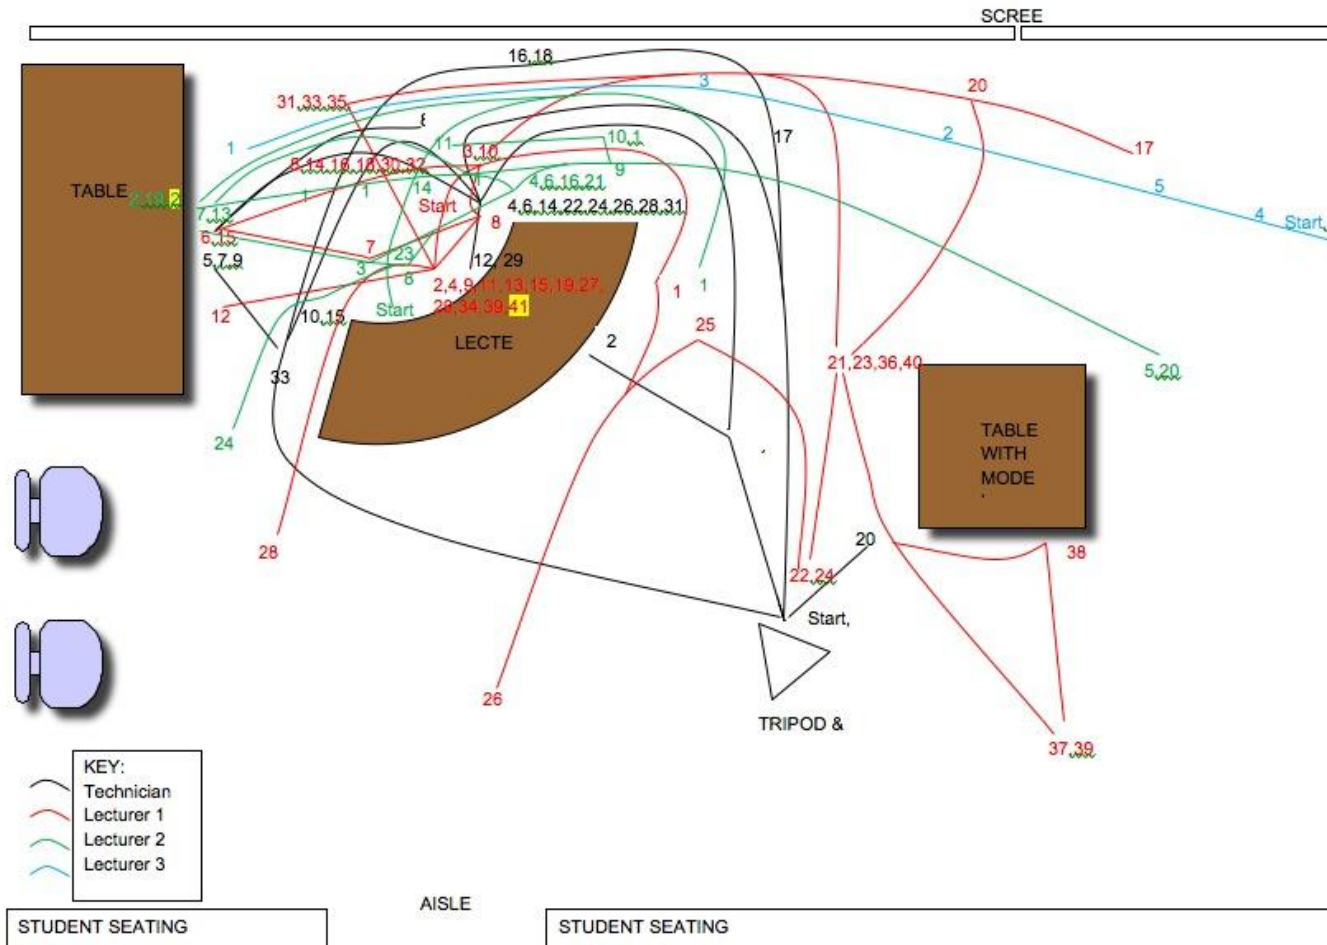 SCREE
16,18
3
20
31,33,35
8
17
1
2
17
11
10,1
3,10
14,16,18,30,32
9
TABLE
1
1
14
4,6,16,21
5
7,13
Start
8
4,6,14,22,24,26,28,31
4
Start,
6,15
7
23
5,7,9
3
8
12, 29
2,4,9,11,13,15,19,27,
1
1
12
Start
10,15
41
25
LECTE
2
21,23,36,40
33
5,20
24
TABLE
WITH
MODE
28
20
38
22,24
Start,
26
TRIPOD &
37,39
KEY:
Technician
Lecturer 1
Lecturer 2
Lecturer 3
AISLE
STUDENT SEATING
STUDENT SEATING